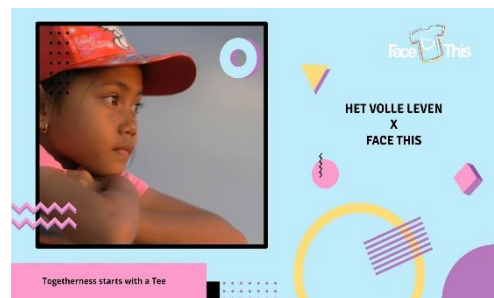 Face This
HET VOLLE LEVEN
X
FACE THIS
Togetherness starts with a Tee